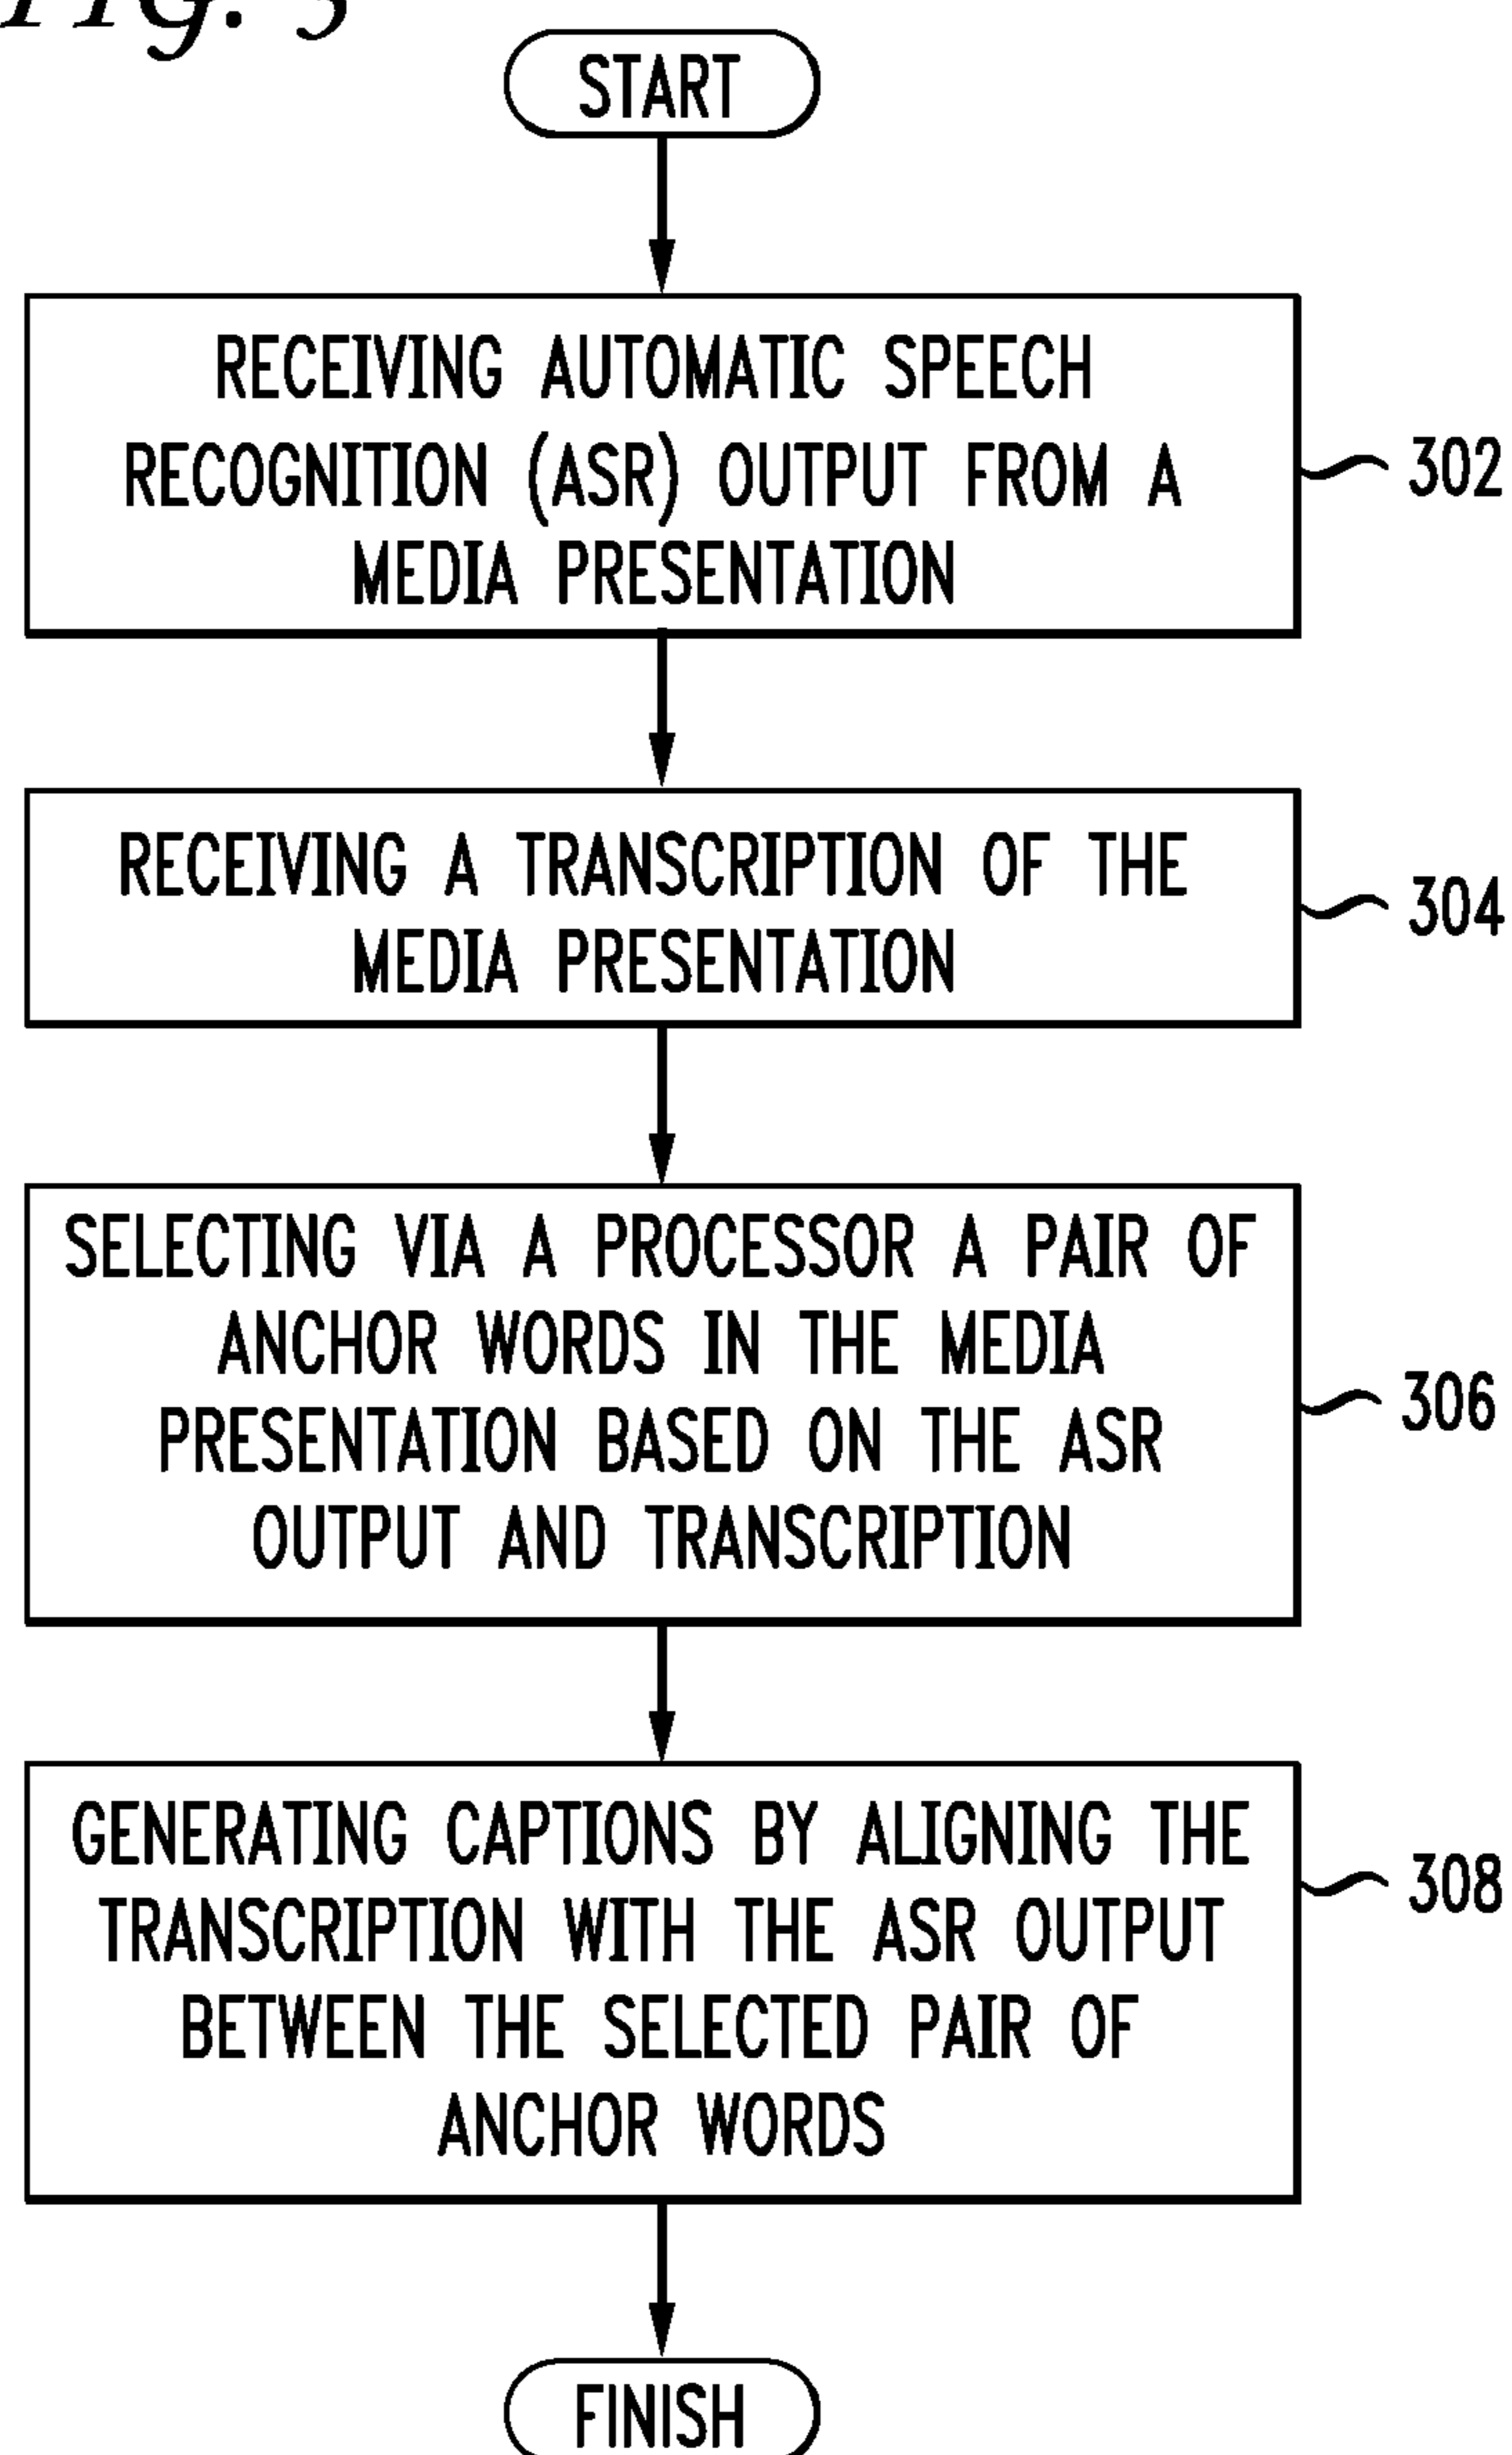 FIG. 3
START
RECEIVING AUTOMATIC SPEECH
RECOGNITION (ASR) OUTPUT FROM A
MEDIA PRESENTATION
302
RECEIVING A TRANSCRIPTION OF THE
MEDIA PRESENTATION
304
SELECTING VIA A PROCESSOR A PAIR OF
ANCHOR WORDS IN THE MEDIA
PRESENTATION BASED ON THE ASR
OUTPUT AND TRANSCRIPTION
306
GENERATING CAPTIONS BY ALIGNING THE
TRANSCRIPTION WITH THE ASR OUTPUT
BETWEEN THE SELECTED PAIR OF
ANCHOR WORDS
308
FINISH